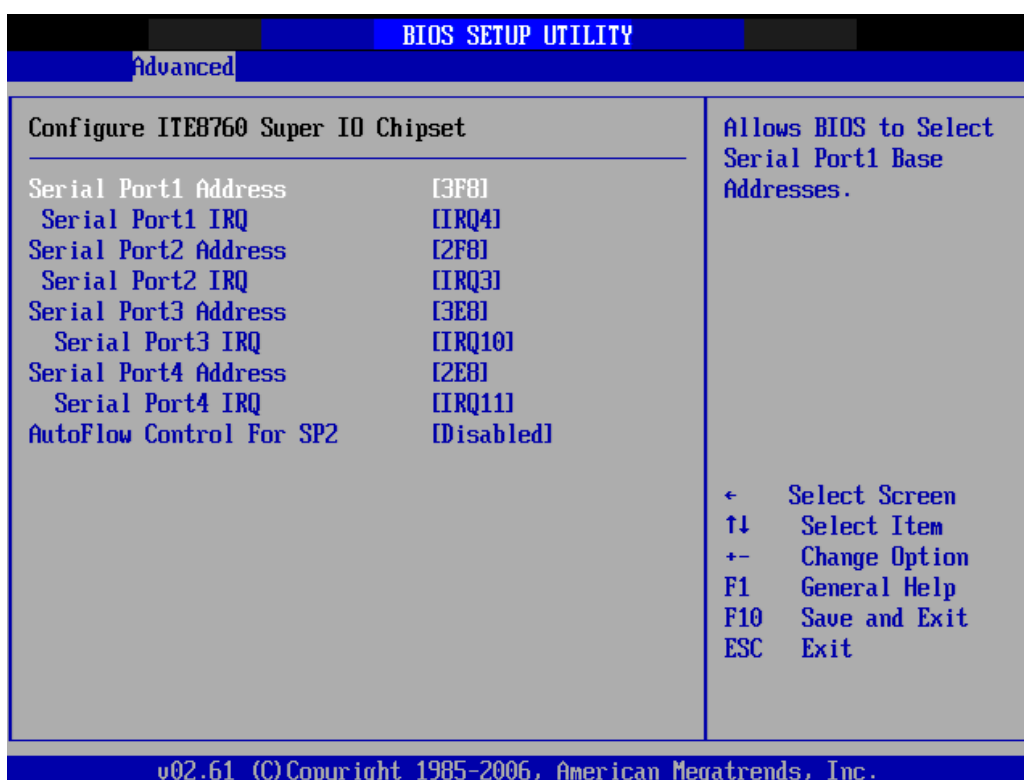 BIOS SETUP UTILITY
Advanced
Configure ITE8760 Super IO Chipset
Serial Port1 Address [3F8]
Serial Port1 IRQ [IRQ4]
Serial Port2 Address [2F8]
Serial Port2 IRQ [IRQ3]
Serial Port3 Address [3E8]
Serial Port3 IRQ [IRQ10]
Serial Port4 Address [2E8]
Serial Port4 IRQ [IRQ11]
AutoFlow Control For SP2 [Disabled]
Allows BIOS to Select
Serial Port1 Base
Addresses.
← Select Screen
↑↓ Select Item
+- Change Option
F1 General Help
F10 Save and Exit
ESC Exit
v02.61 (C)Copyright 1985-2006, American Megatrends, Inc.